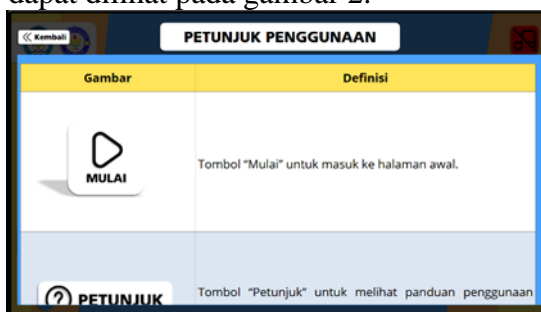 dapat dilihat pada gambar 2.
Kembali
PETUNJUK PENGGUNAAN
Gambar Definisi
MULAI
Tombol "Mulai" untuk masuk ke halaman awal.
PETUNJUK
Tombol "Petunjuk" untuk melihat panduan penggunaan